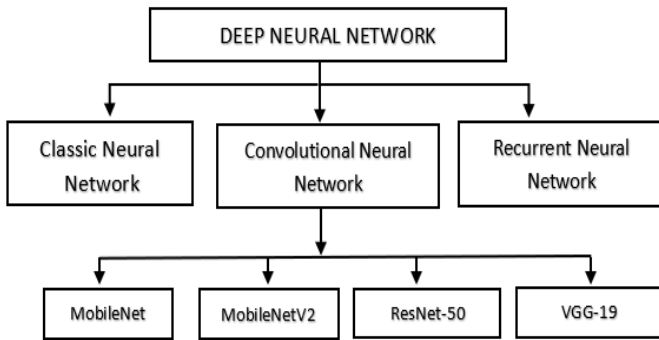 DEEP NEURAL NETWORK
Classic Neural
Network
Convolutional Neural
Network
Recurrent Neural
Network
MobileNet
MobileNetV2
ResNet-50
VGG-19